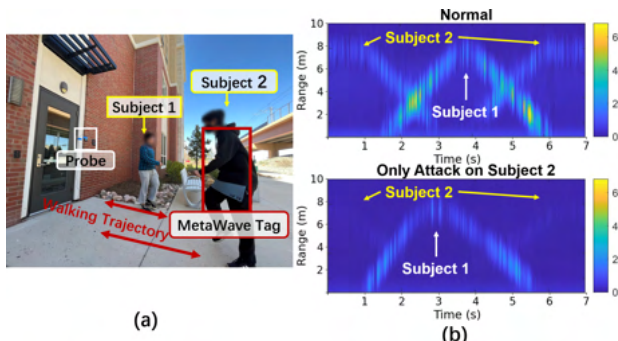 Subject 2
Subject 1
Probe
MetaWave Tag
Walking Trajectory
(a)
Normal
10
8
6
4
2
Range (m)
Subject 2
Subject 1
1 2 3 4 5 6 7
Time (s)
6
4
2
0
Only Attack on Subject 2
10
8
6
4
2
Range (m)
Subject 2
Subject 1
1 2 3 4 5 6 7
Time (s)
6
4
2
0
(b)